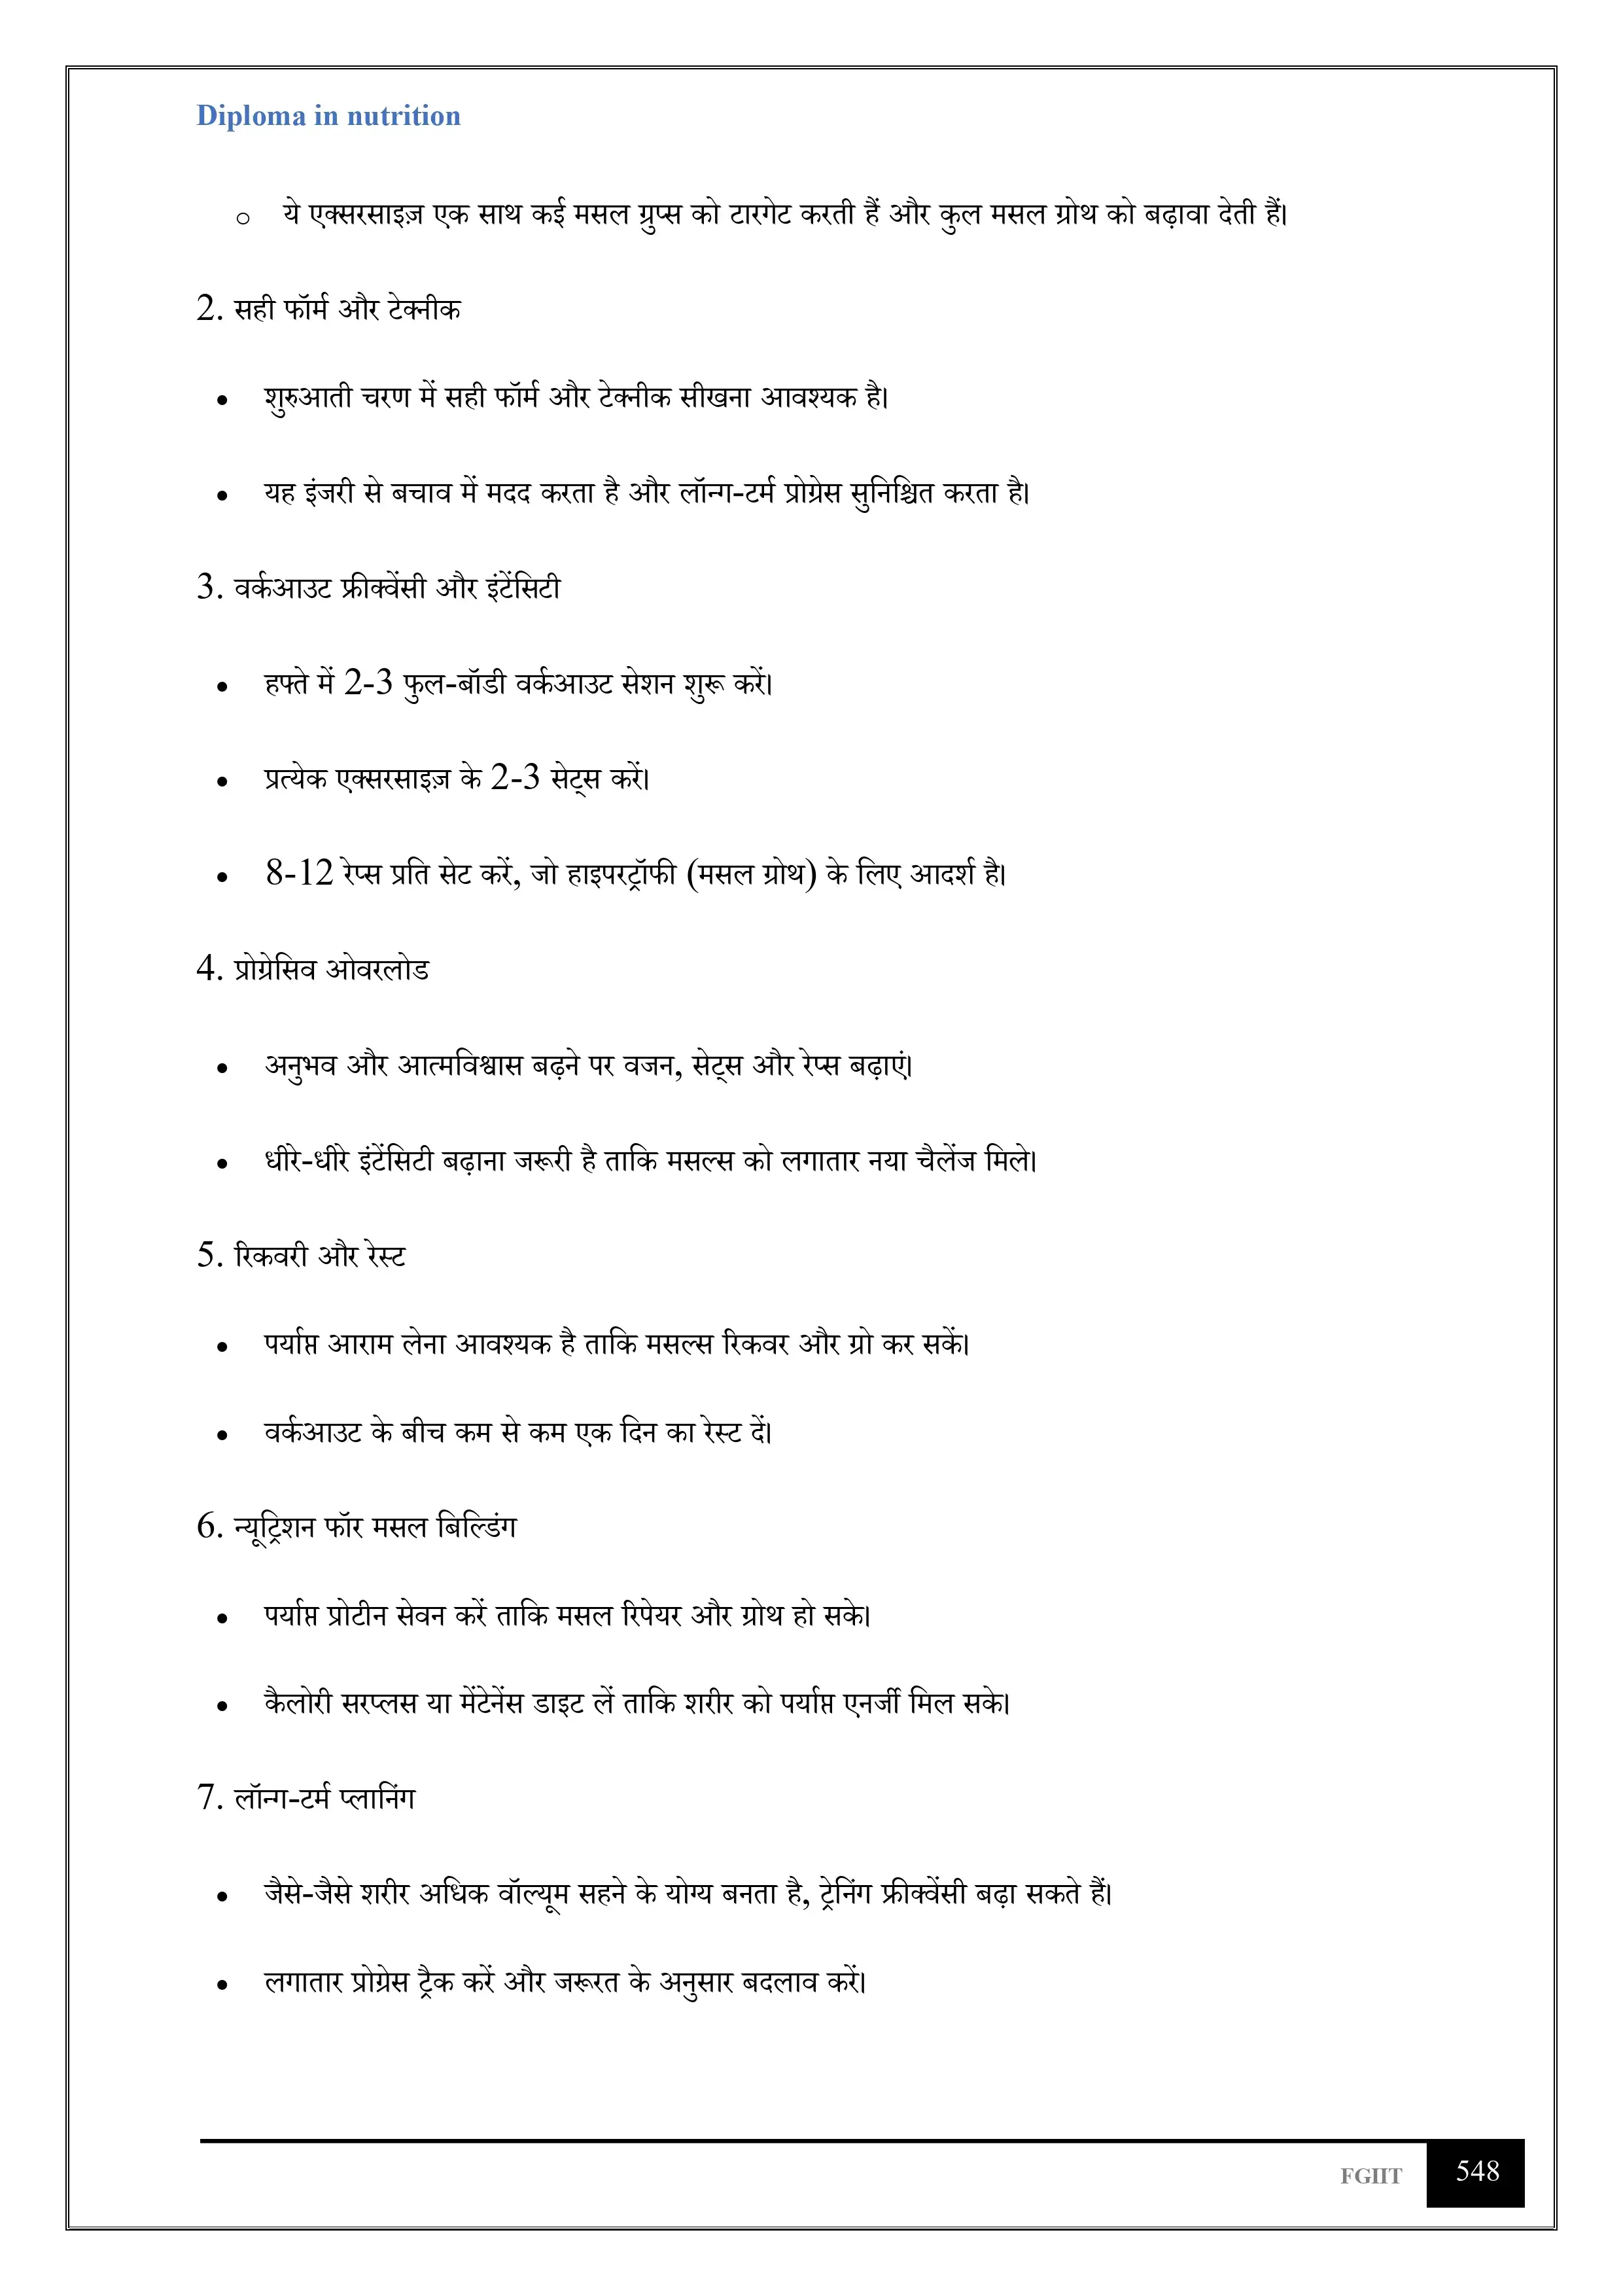 Diploma in nutrition
o ये एक्सरसाइज़ एक साथ कई मसल ग्रुप्स को टारगेट करती हैं और कुल मसल ग्रोथ को बढ़ावा देती हैं।
2. सही फॉर्म और टेक्नीक
• शुरुआती चरण में सही फॉर्म और टेक्नीक सीखना आवश्यक है।
• यह इंजरी से बचाव में मदद करता है और लॉन्ग-टर्म प्रोग्रेस सुनिश्चित करता है।
3. वर्कआउट फ्रीक्वेंसी और इंटेंसिटी
• हफ्ते में 2-3 फुल-बॉडी वर्कआउट सेशन शुरू करें।
• प्रत्येक एक्सरसाइज़ के 2-3 सेट्स करें।
• 8-12 रेप्स प्रति सेट करें, जो हाइपरट्रॉफी (मसल ग्रोथ) के लिए आदर्श है।
4. प्रोग्रेसिव ओवरलोड
• अनुभव और आत्मविश्वास बढ़ने पर वजन, सेट्स और रेप्स बढ़ाएं।
• धीरे-धीरे इंटेंसिटी बढ़ाना जरूरी है ताकि मसल्स को लगातार नया चैलेंज मिले।
5. रिकवरी और रेस्ट
• पर्याप्त आराम लेना आवश्यक है ताकि मसल्स रिकवर और ग्रो कर सकें।
• वर्कआउट के बीच कम से कम एक दिन का रेस्ट दें।
6. न्यूट्रिशन फॉर मसल बिल्डिंग
• पर्याप्त प्रोटीन सेवन करें ताकि मसल रिपेयर और ग्रोथ हो सके।
• कैलोरी सरप्लस या मेंटेनेंस डाइट लें ताकि शरीर को पर्याप्त एनर्जी मिल सके।
7. लॉन्ग-टर्म प्लानिंग
• जैसे-जैसे शरीर अधिक वॉल्यूम सहने के योग्य बनता है, ट्रेनिंग फ्रीक्वेंसी बढ़ा सकते हैं।
• लगातार प्रोग्रेस ट्रैक करें और जरूरत के अनुसार बदलाव करें।
FGIIT 548